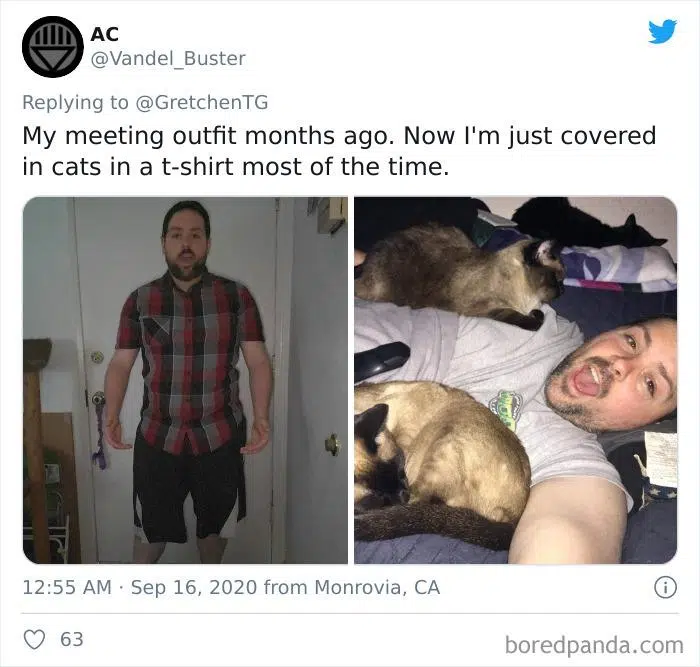 AC
@Vandel_Buster
Replying to @GretchenTG
My meeting outfit months ago. Now I'm just covered
in cats in a t-shirt most of the time.
12:55 AM · Sep 16, 2020 from Monrovia, CA
63
boredpanda.com